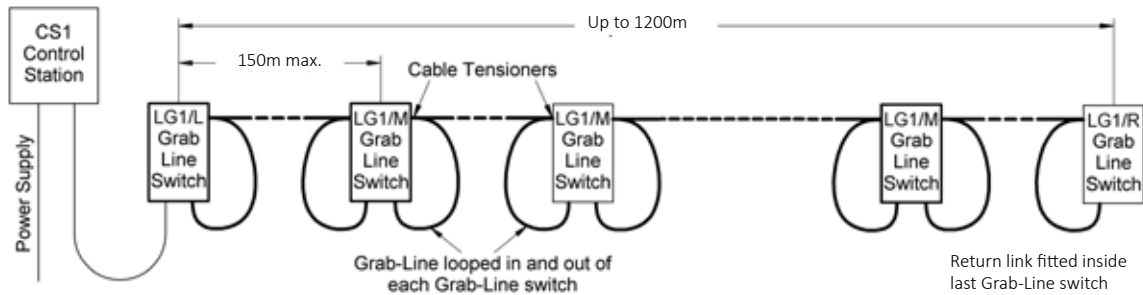 CS1
Control
Station
Up to 1200m
150m max.
Cable Tensioners
LG1/L
Grab
Line
Switch
LG1/M
Grab
Line
Switch
LG1/M
Grab
Line
Switch
LG1/M
Grab
Line
Switch
LG1/R
Grab
Line
Switch
Power Supply
Grab-Line looped in and out of
each Grab-Line switch
Return link fitted inside
last Grab-Line switch